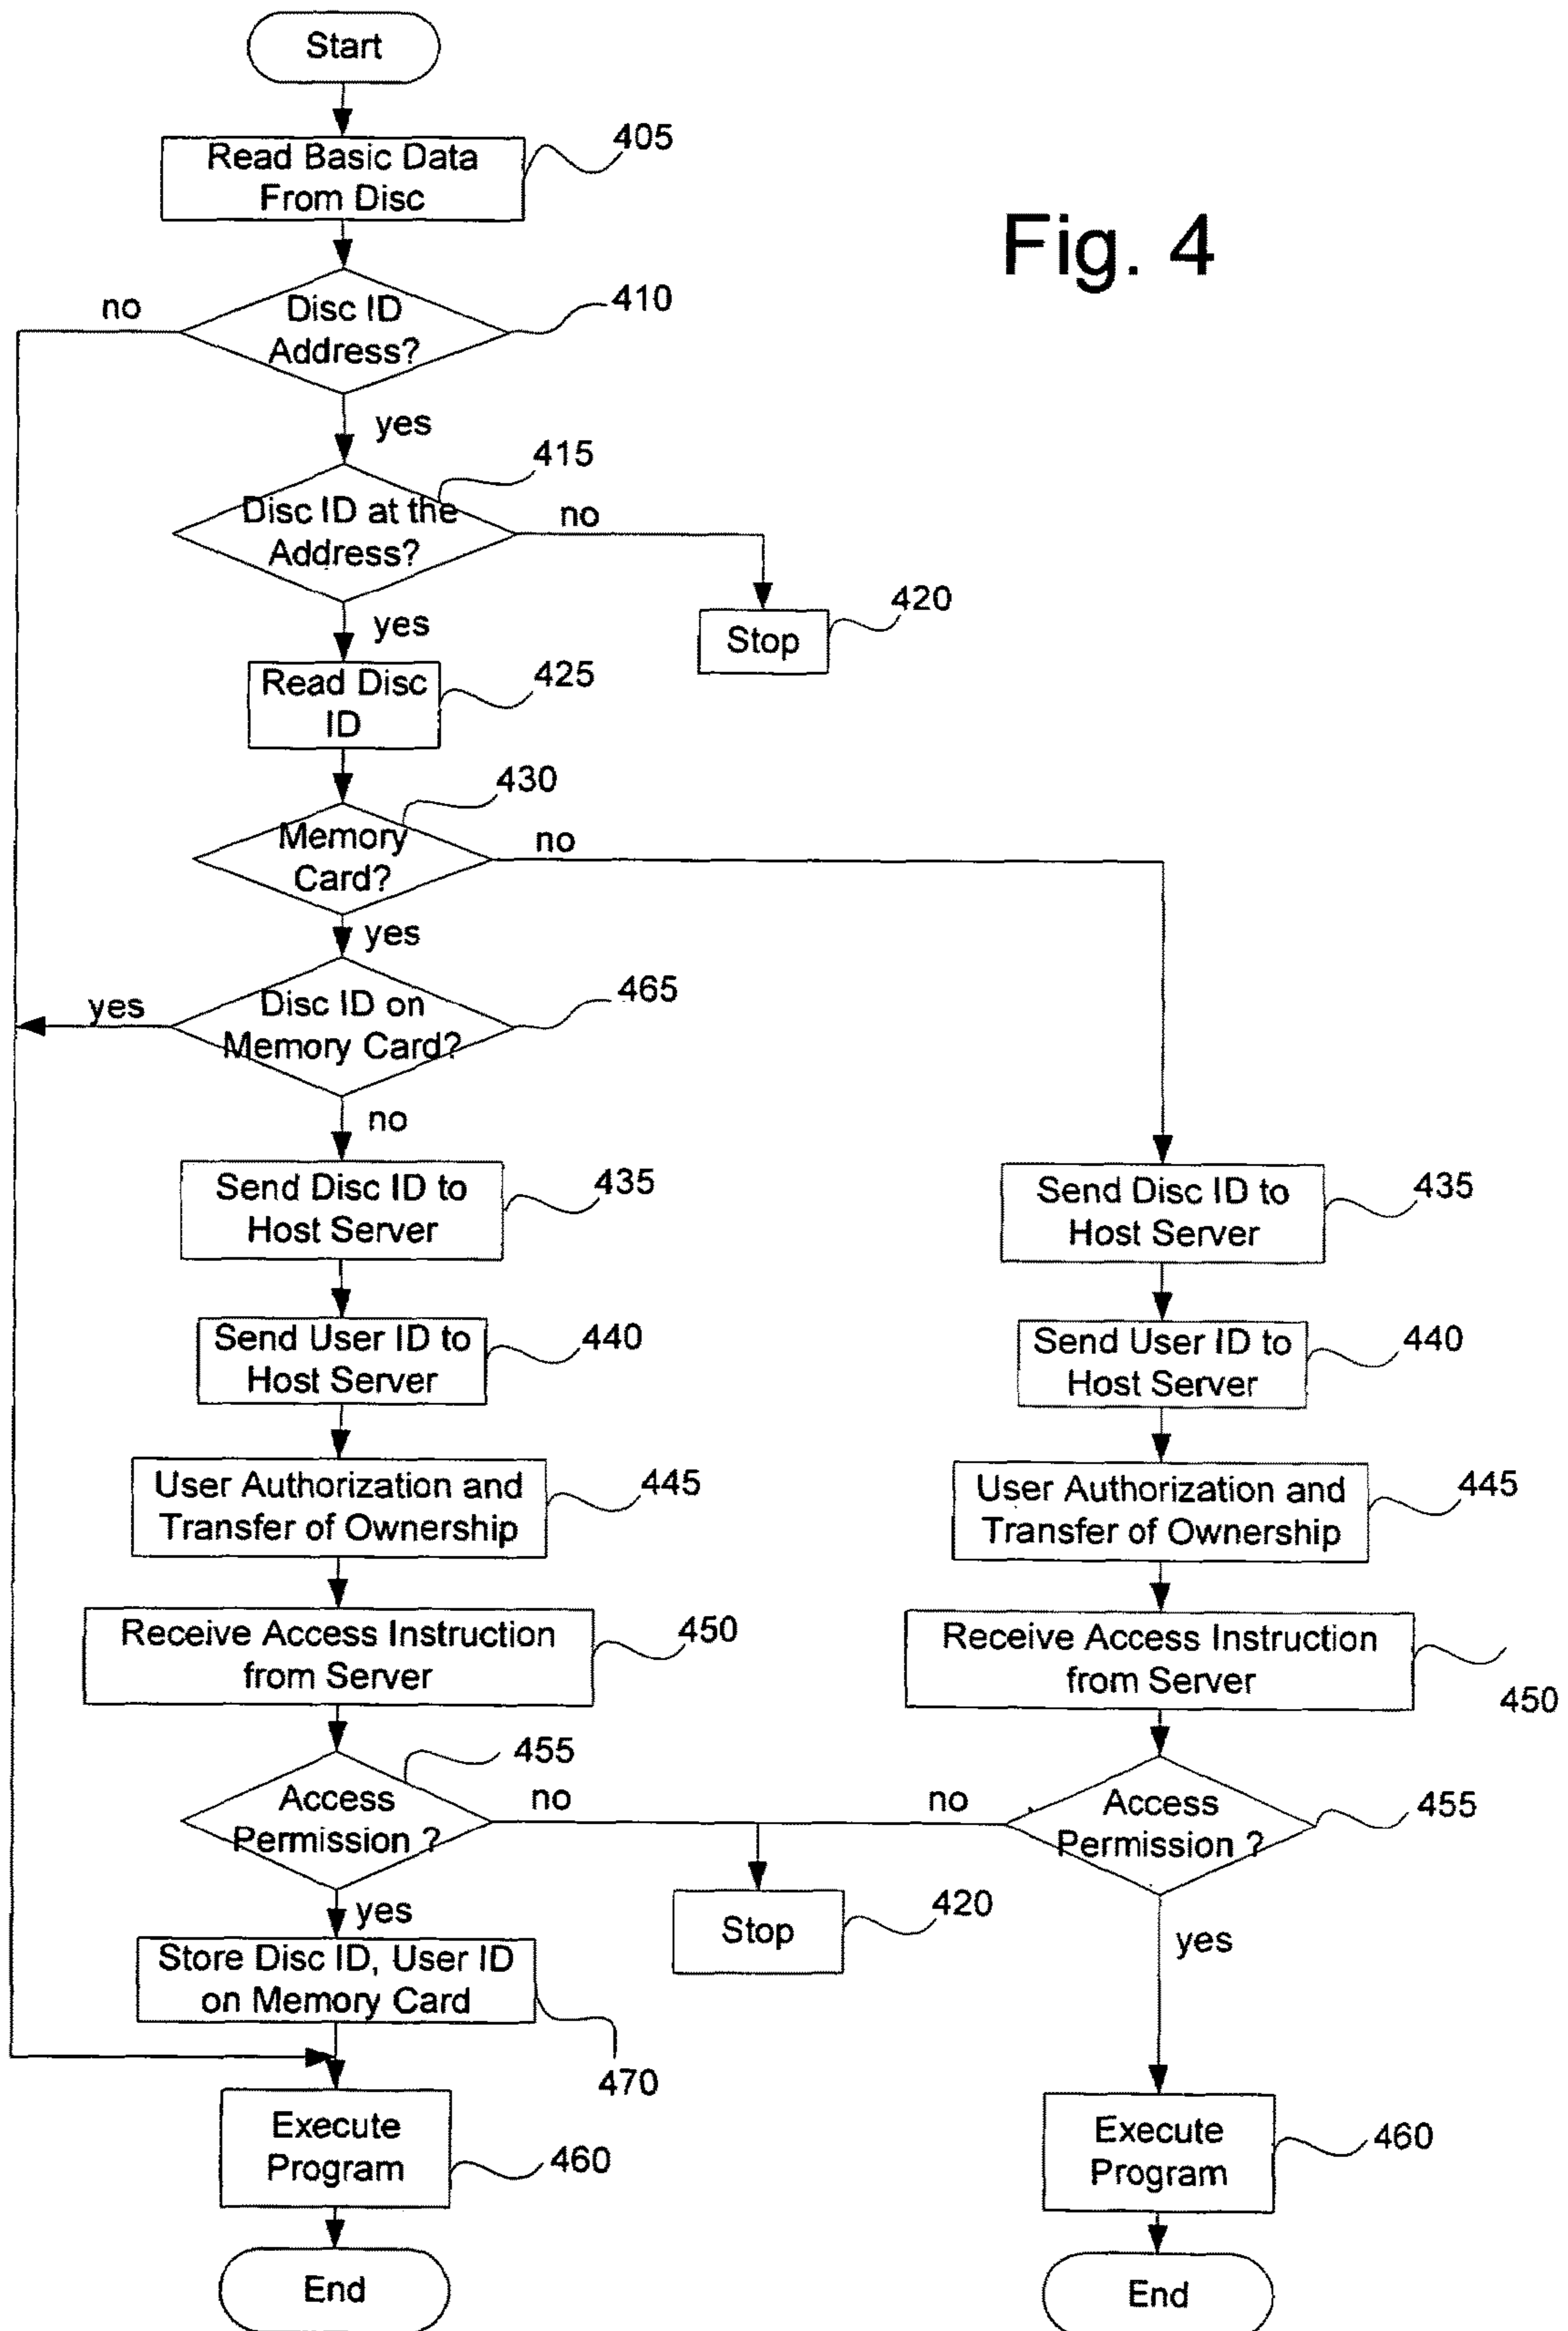 Start
Read Basic Data
From Disc
405
Fig. 4
no
Disc ID
Address?
410
yes
415
Disc ID at the
Address?
no
yes
Stop
420
Read Disc
ID
425
430
Memory
Card?
no
yes
Disc ID on
Memory Card?
465
yes
no
Send Disc ID to
Host Server
435
Send User ID to
Host Server
440
User Authorization and
Transfer of Ownership
445
Receive Access Instruction
from Server
450
455
Access
Permission ?
no
yes
Store Disc ID, User ID
on Memory Card
470
Execute
Program
460
End
Send Disc ID to
Host Server
435
Send User ID to
Host Server
440
User Authorization and
Transfer of Ownership
445
Receive Access Instruction
from Server
450
no
Access
Permission ?
455
Stop
420
yes
Execute
Program
460
End